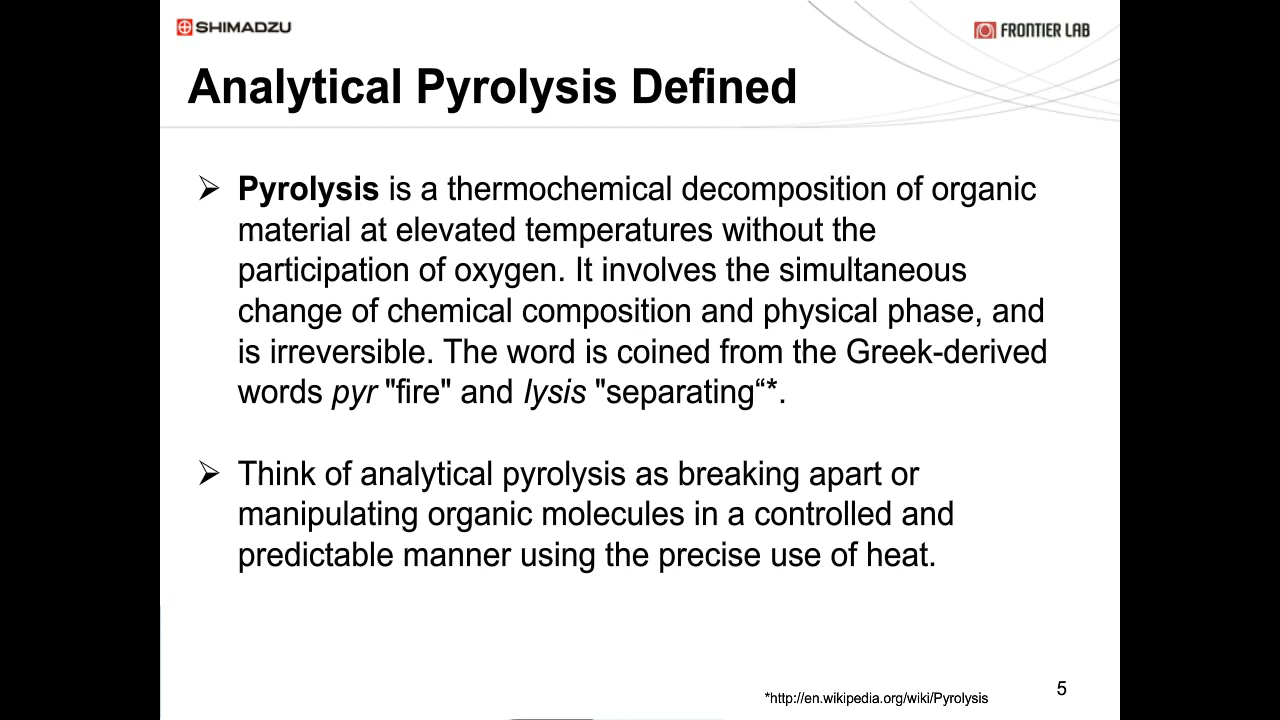 SHIMADZU
FRONTIER LAB
Analytical Pyrolysis Defined
➢ Pyrolysis is a thermochemical decomposition of organic
material at elevated temperatures without the
participation of oxygen. It involves the simultaneous
change of chemical composition and physical phase, and
is irreversible. The word is coined from the Greek-derived
words pyr "fire" and lysis "separating“*.
➢ Think of analytical pyrolysis as breaking apart or
manipulating organic molecules in a controlled and
predictable manner using the precise use of heat.
*http://en.wikipedia.org/wiki/Pyrolysis
5